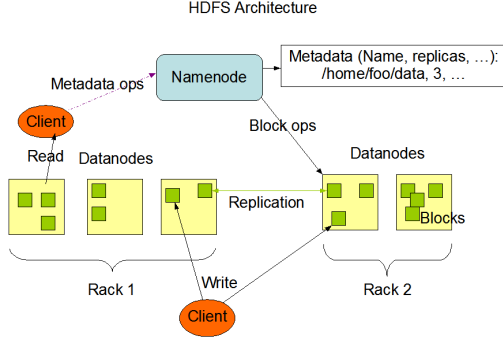 HDFS Architecture
Metadata (Name, replicas, …):
/home/foo/data, 3, …
Namenode
Metadata ops
Client
Block ops
Read
Datanodes
Datanodes
Replication
Blocks
Write
Rack 1
Rack 2
Client